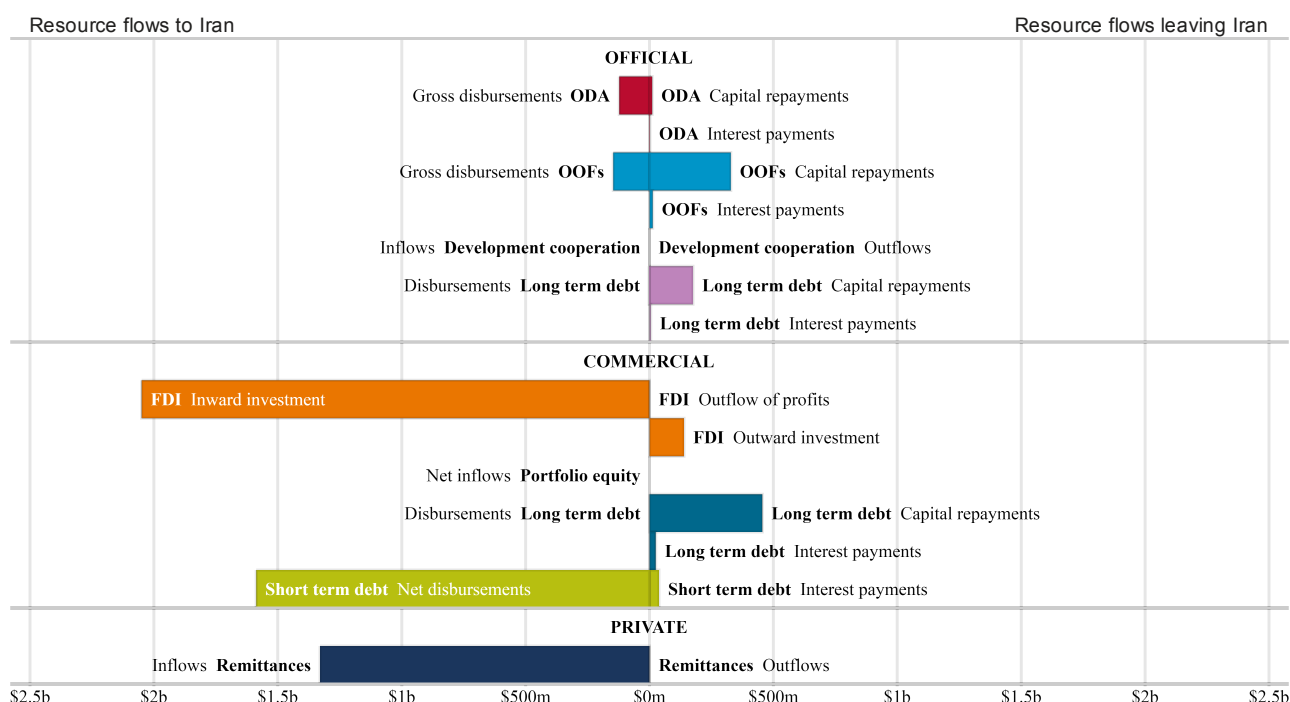 Resource flows to Iran Resource flows leaving Iran
OFFICIAL
Gross disbursements ODA ODA Capital repayments
ODA Interest payments
Gross disbursements OOFs OOFs Capital repayments
OOFs Interest payments
Inflows Development cooperation Development cooperation Outflows
Disbursements Long term debt Long term debt Capital repayments
Long term debt Interest payments
COMMERCIAL
FDI Inward investment FDI Outflow of profits
FDI Outward investment
Net inflows Portfolio equity
Disbursements Long term debt Long term debt Capital repayments
Long term debt Interest payments
Short term debt Net disbursements Short term debt Interest payments
PRIVATE
Inflows Remittances Remittances Outflows
$2.5b $2b $1.5b $1b $500m $0m $500m $1b $1.5b $2b $2.5b